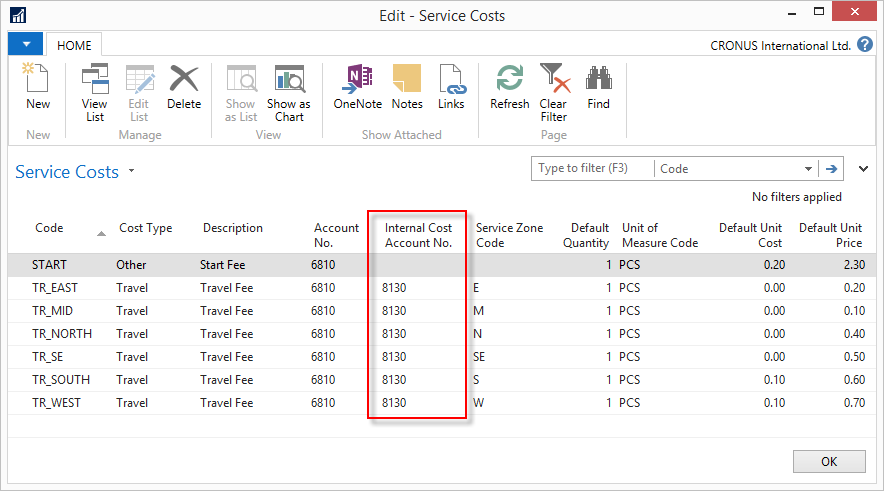 Edit - Service Costs
HOME
CRONUS International Ltd.
New
View List
Edit List
Delete
Show as List
Show as Chart
OneNote
Notes
Links
Refresh
Clear Filter
Find
New
Manage
View
Show Attached
Page
Service Costs
Type to filter (F3)
Code
No filters applied
Code Cost Type Description Account No. Internal Cost Account No. Service Zone Code Default Quantity Unit of Measure Code Default Unit Cost Default Unit Price
START Other Start Fee 6810 1 PCS 0.20 2.30
TR_EAST Travel Travel Fee 6810 8130 E 1 PCS 0.00 0.20
TR_MID Travel Travel Fee 6810 8130 M 1 PCS 0.00 0.10
TR_NORTH Travel Travel Fee 6810 8130 N 1 PCS 0.00 0.40
TR_SE Travel Travel Fee 6810 8130 SE 1 PCS 0.00 0.50
TR_SOUTH Travel Travel Fee 6810 8130 S 1 PCS 0.10 0.60
TR_WEST Travel Travel Fee 6810 8130 W 1 PCS 0.10 0.70
OK